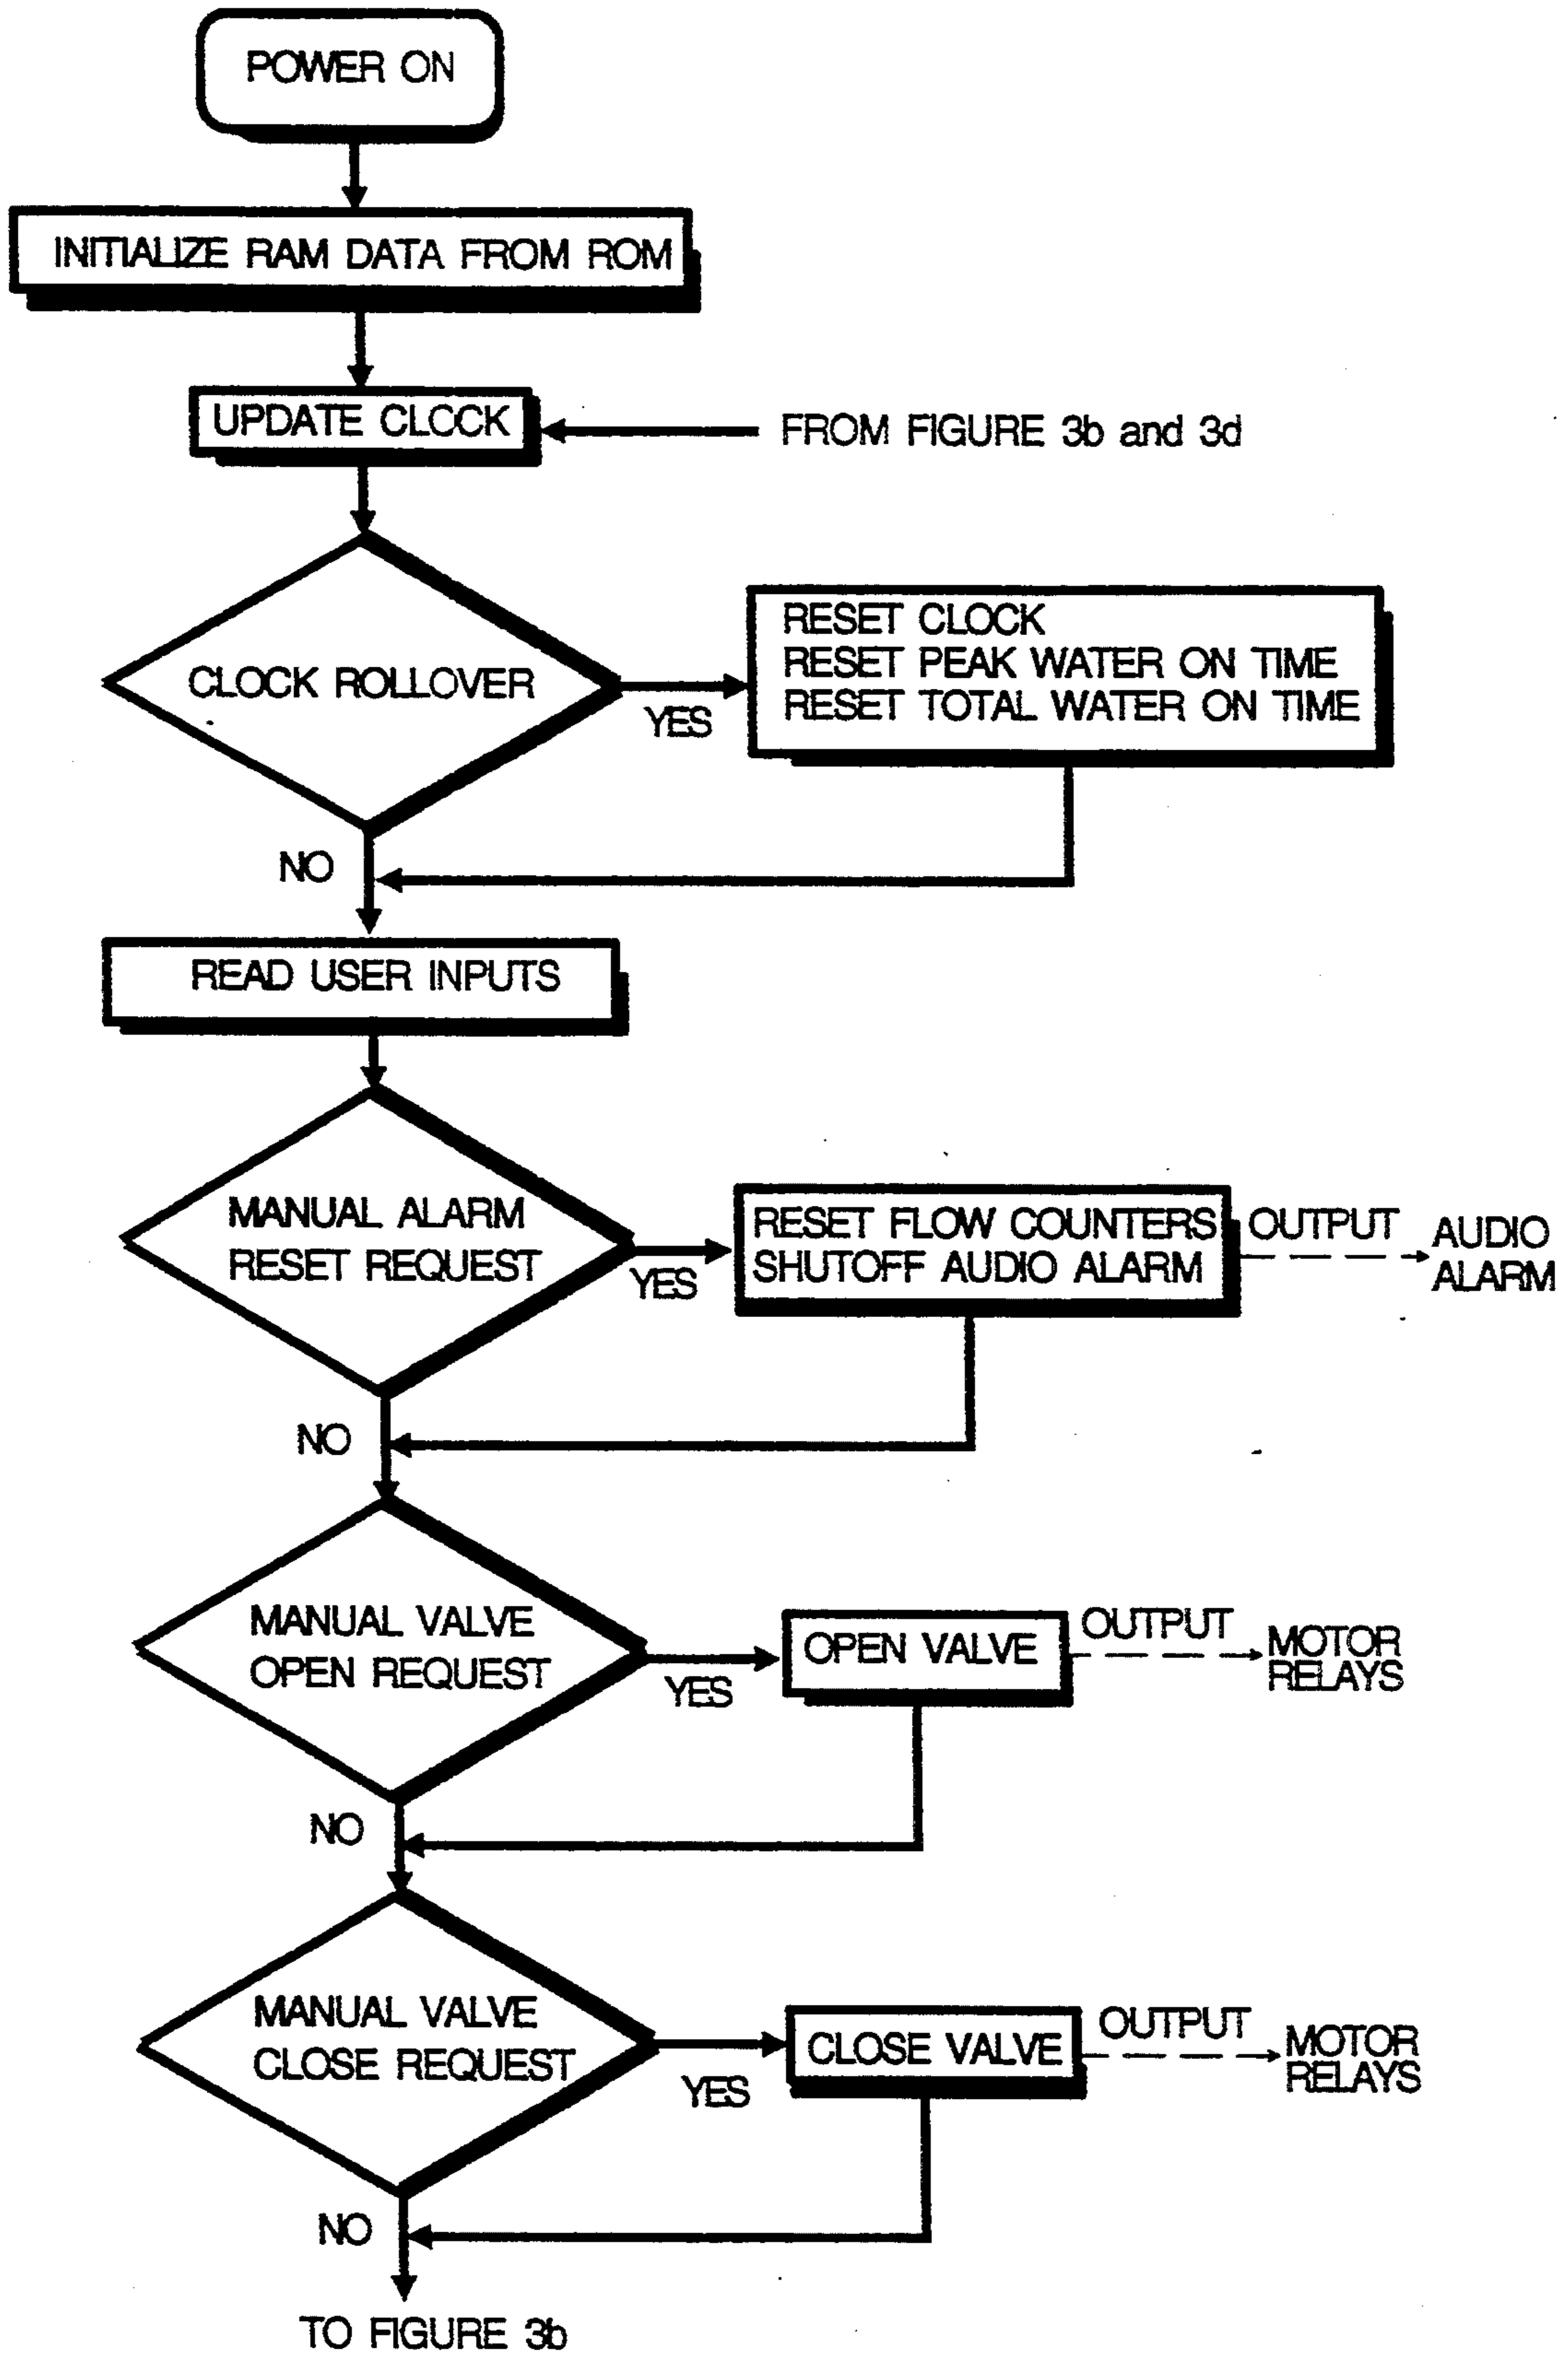 POWER ON
INITIALIZE RAM DATA FROM ROM
UPDATE CLOCK
FROM FIGURE 3b and 3d
CLOCK ROLLOVER
YES
RESET CLOCK
RESET PEAK WATER ON TIME
RESET TOTAL WATER ON TIME
NO
READ USER INPUTS
MANUAL ALARM
RESET REQUEST
YES
RESET FLOW COUNTERS
SHUTOFF AUDIO ALARM
OUTPUT
AUDIO
ALARM
NO
MANUAL VALVE
OPEN REQUEST
YES
OPEN VALVE
OUTPUT
MOTOR
RELAYS
NO
MANUAL VALVE
CLOSE REQUEST
YES
CLOSE VALVE
OUTPUT
MOTOR
RELAYS
NO
TO FIGURE 3b